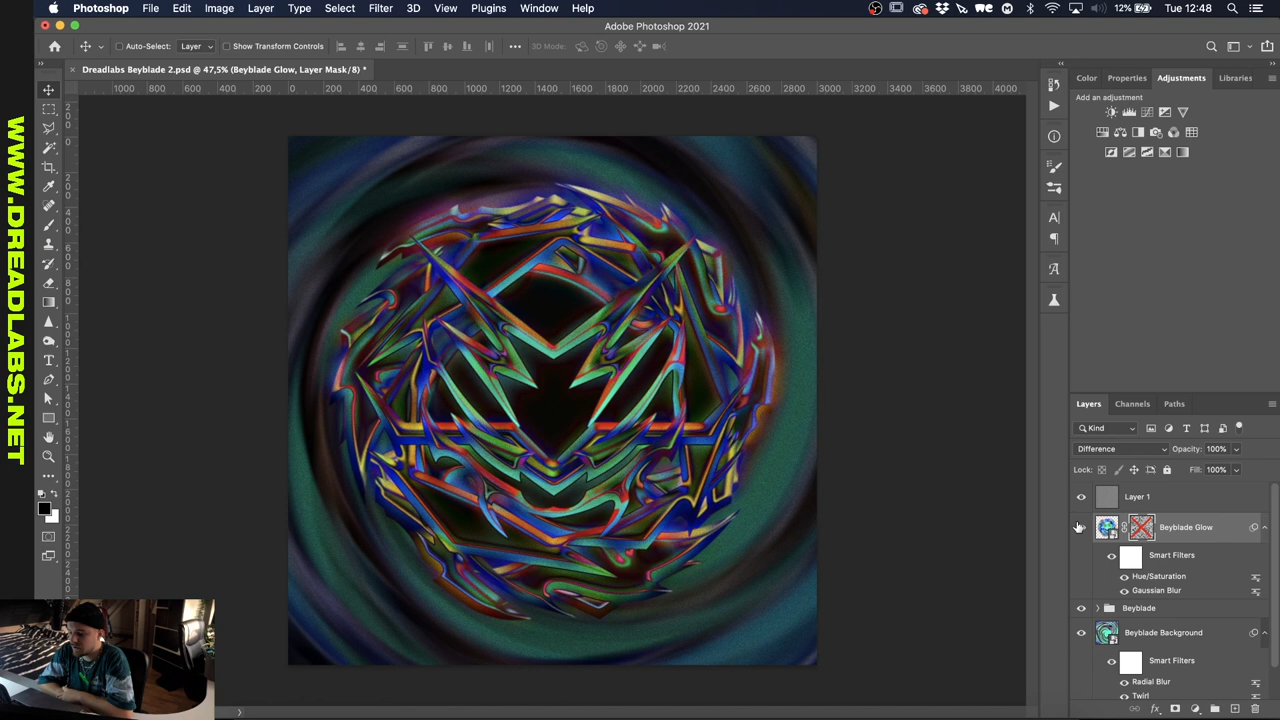 Photoshop File Edit Image Layer Type Select Filter 3D View Plugins Window Help 12% Tue 12:48
Adobe Photoshop 2021
Auto-Select: Layer Show Transform Controls 3D Mode:
Dreadlabs Beyblade 2.psd @ 47,5% (Beyblade Glow, Layer Mask/8) *
1000 800 600 400 200 0 200 400 600 800 1000 1200 1400 1600 1800 2000 2200 2400 2600 2800 3000 3200 3400 3600 3800 4000
WWW.DREADLABS.NET
Color Properties Adjustments Libraries
Add an adjustment
Layers Channels Paths
Kind
Difference Opacity: 100%
Lock: Fill: 100%
Layer 1
Beyblade Glow
Smart Filters
Hue/Saturation
Gaussian Blur
Beyblade
Beyblade Background
Smart Filters
Radial Blur
Twirl